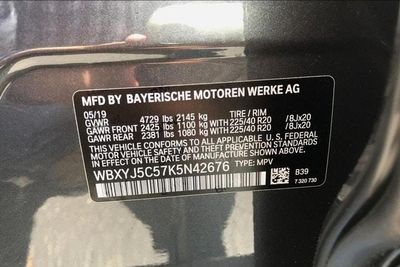 MFD BY BAYERISCHE MOTOREN WERKE AG
05/19
GVWR 4729 lbs 2145 kg TIRE / RIM
GAWR FRONT 2425 lbs 1100 kg WITH 225/40 R20 /8Jx20
GAWR REAR 2381 lbs 1080 kg WITH 225/40 R20 /8Jx20
THIS VEHICLE CONFORMS TO ALL APPLICABLE U. S. FEDERAL
MOTOR VEHICLE SAFETY, BUMPER, AND THEFT PREVENTION
STANDARDS IN EFFECT ON THE DATE OF MANUFACTURE SHOWN ABOVE.
WBXYJ5C57K5N42676 TYPE: MPV
B39
7 320 730